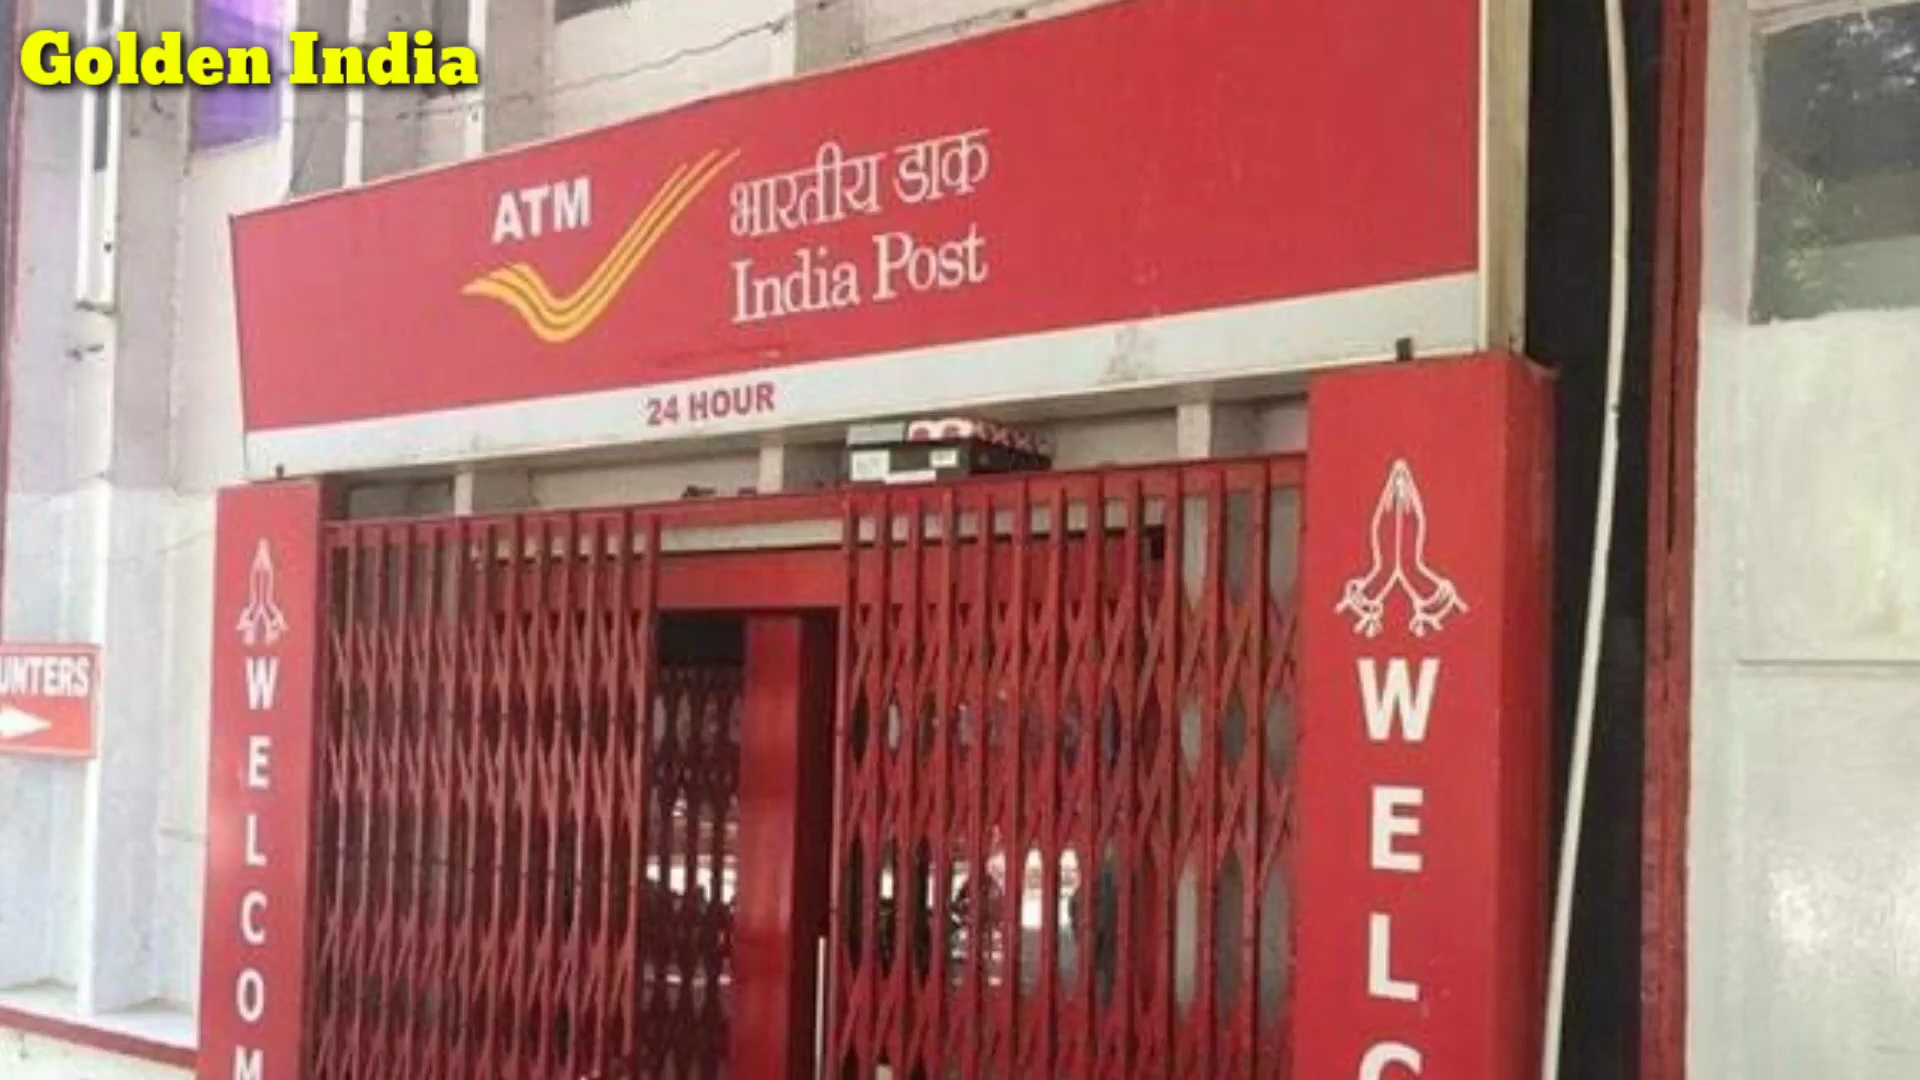 Golden India
ATM
भारतीय डाक
India Post
24 HOUR
UNTERS
WELCOM
WELC